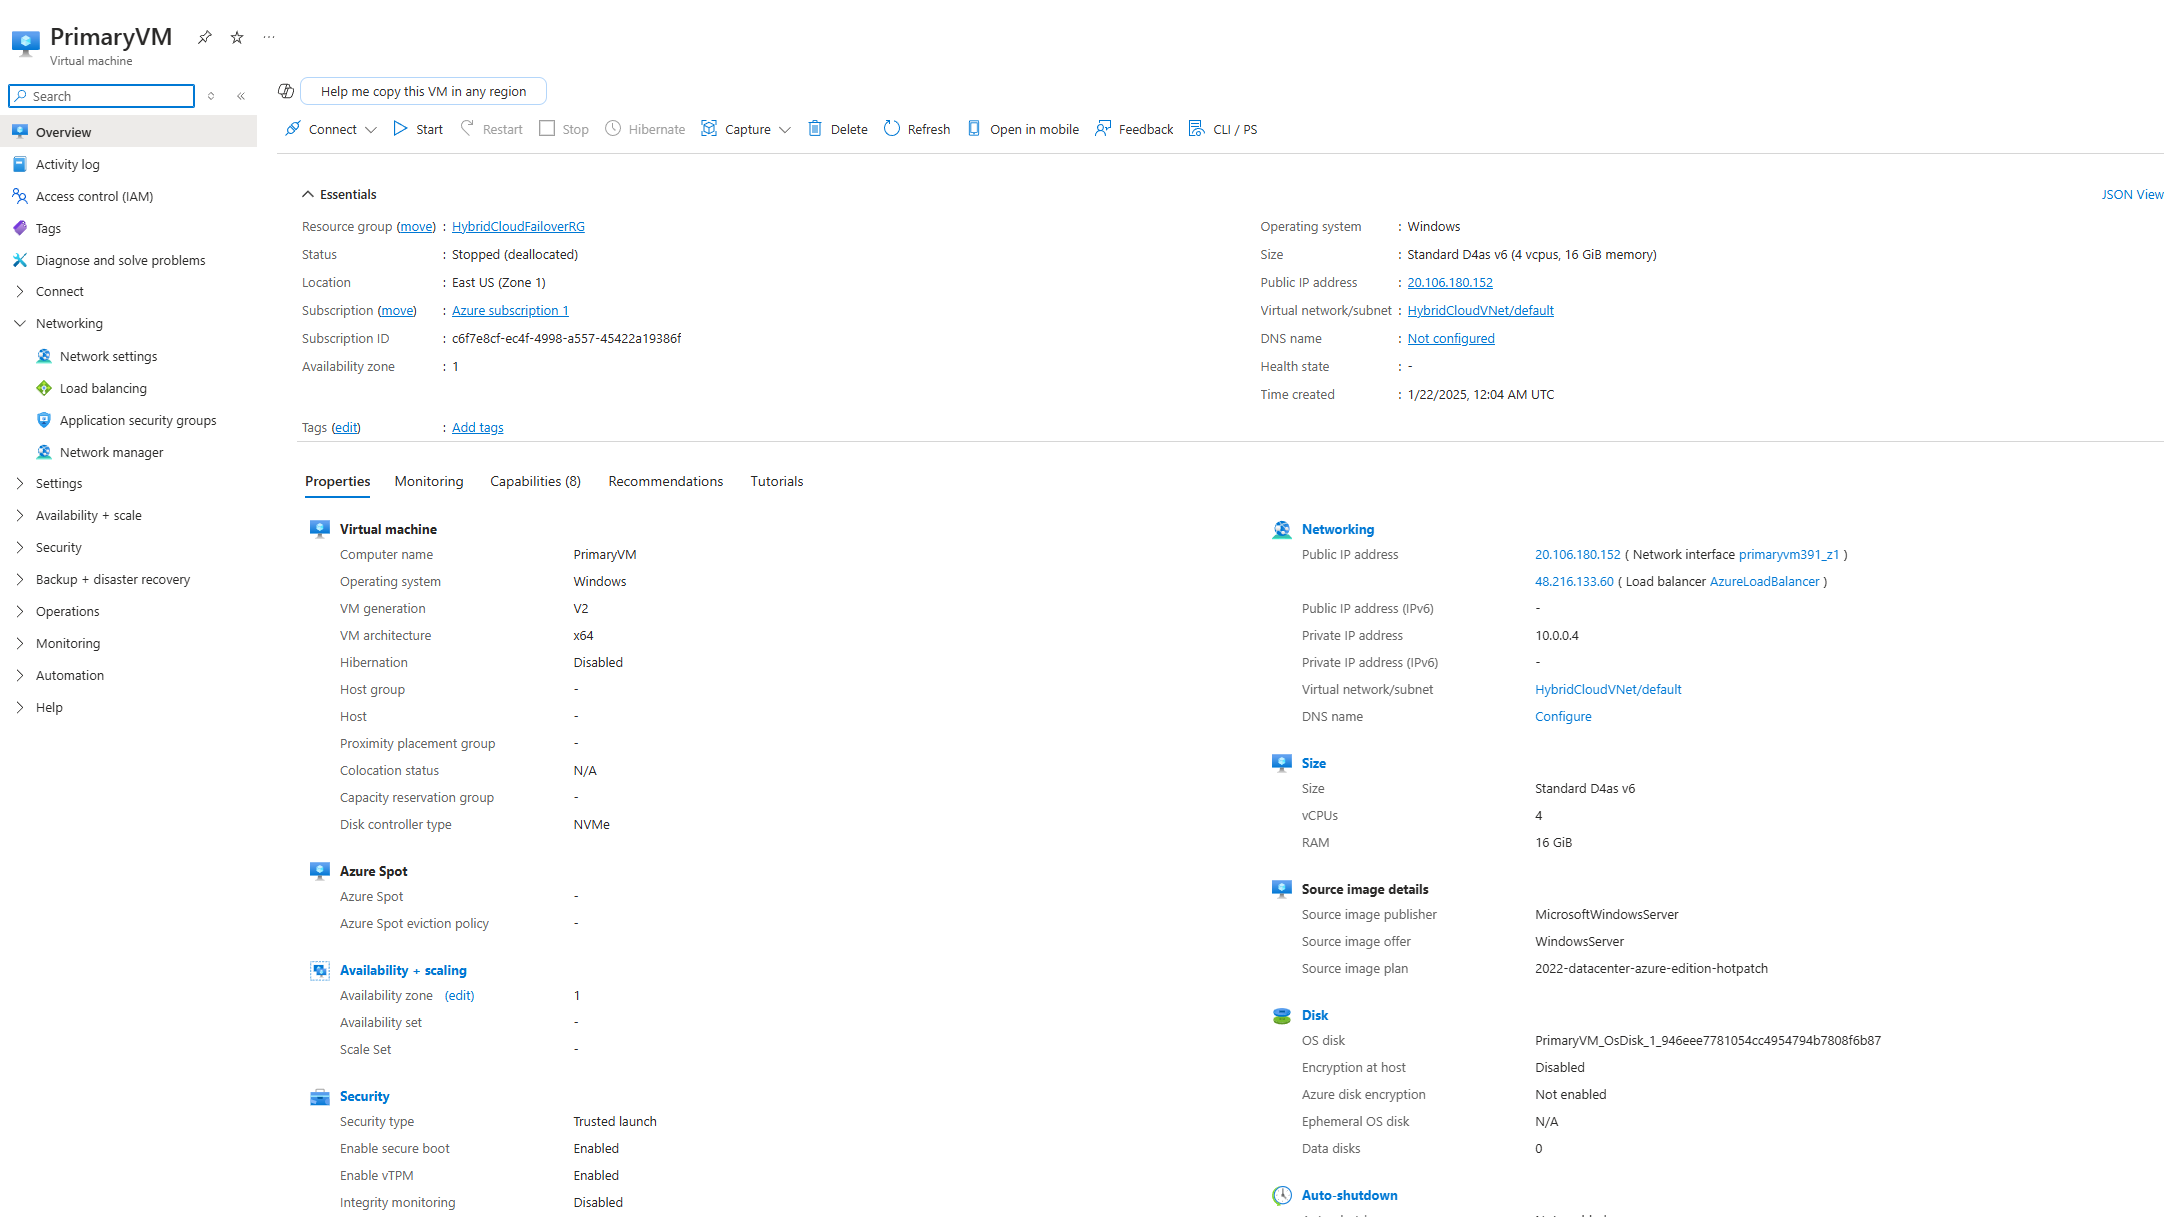 PrimaryVM
Virtual machine
Search
Help me copy this VM in any region
Connect Start Restart Stop Hibernate Capture Delete Refresh Open in mobile Feedback CLI / PS
Overview
Activity log
Access control (IAM)
Tags
Diagnose and solve problems
Connect
Networking
Network settings
Load balancing
Application security groups
Network manager
Settings
Availability + scale
Security
Backup + disaster recovery
Operations
Monitoring
Automation
Help
Essentials
JSON View
Resource group (move) : HybridCloudFailoverRG
Status : Stopped (deallocated)
Location : East US (Zone 1)
Subscription (move) : Azure subscription 1
Subscription ID : c6f7e8cf-ec4f-4998-a557-45422a19386f
Availability zone : 1
Operating system : Windows
Size : Standard D4as v6 (4 vcpus, 16 GiB memory)
Public IP address : 20.106.180.152
Virtual network/subnet : HybridCloudVNet/default
DNS name : Not configured
Health state : -
Time created : 1/22/2025, 12:04 AM UTC
Tags (edit) : Add tags
Properties Monitoring Capabilities (8) Recommendations Tutorials
Virtual machine
Computer name PrimaryVM
Operating system Windows
VM generation V2
VM architecture x64
Hibernation Disabled
Host group -
Host -
Proximity placement group -
Colocation status N/A
Capacity reservation group -
Disk controller type NVMe
Azure Spot
Azure Spot -
Azure Spot eviction policy -
Availability + scaling
Availability zone (edit) 1
Availability set -
Scale Set -
Security
Security type Trusted launch
Enable secure boot Enabled
Enable vTPM Enabled
Integrity monitoring Disabled
Networking
Public IP address 20.106.180.152 ( Network interface primaryvm391_z1 )
48.216.133.60 ( Load balancer AzureLoadBalancer )
Public IP address (IPv6) -
Private IP address 10.0.0.4
Private IP address (IPv6) -
Virtual network/subnet HybridCloudVNet/default
DNS name Configure
Size
Size Standard D4as v6
vCPUs 4
RAM 16 GiB
Source image details
Source image publisher MicrosoftWindowsServer
Source image offer WindowsServer
Source image plan 2022-datacenter-azure-edition-hotpatch
Disk
OS disk PrimaryVM_OsDisk_1_946eee7781054cc4954794b7808f6b87
Encryption at host Disabled
Azure disk encryption Not enabled
Ephemeral OS disk N/A
Data disks 0
Auto-shutdown